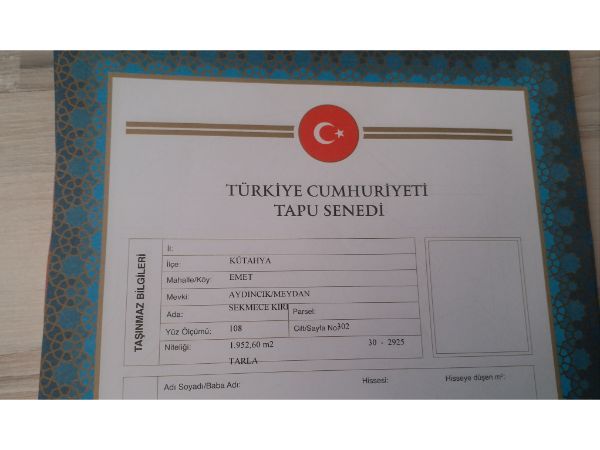 TÜRKİYE CUMHURİYETİ
TAPU SENEDİ
TAŞINMAZ BİLGİLERİ
İl:
İlçe: KÜTAHYA
Mahalle/Köy: EMET
Mevki: AYDINCIK/MEYDAN
Ada: SEKMECE KIRI Parsel:
Yüz Ölçümü: 108 Cilt/Sayfa No: 302
Niteliği: 1.952,60 m2 30 - 2925
TARLA
Adı Soyadı/Baba Adı: Hissesi: Hisseye düşen m²: